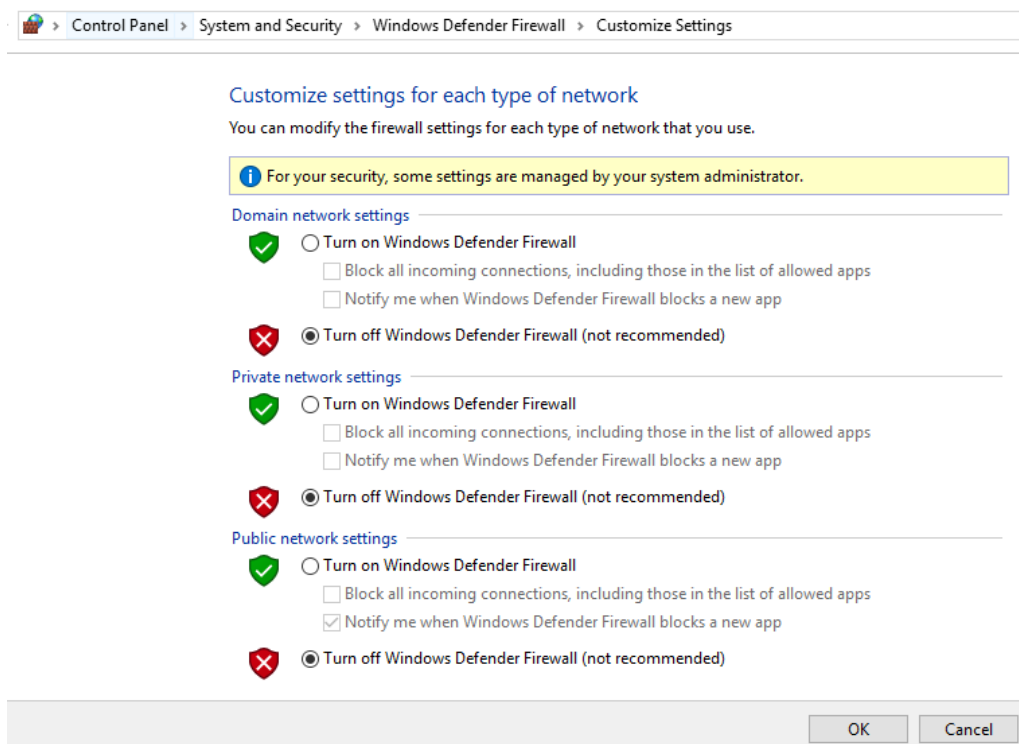 Control Panel > System and Security > Windows Defender Firewall > Customize Settings
Customize settings for each type of network
You can modify the firewall settings for each type of network that you use.
For your security, some settings are managed by your system administrator.
Domain network settings
Turn on Windows Defender Firewall
Block all incoming connections, including those in the list of allowed apps
Notify me when Windows Defender Firewall blocks a new app
Turn off Windows Defender Firewall (not recommended)
Private network settings
Turn on Windows Defender Firewall
Block all incoming connections, including those in the list of allowed apps
Notify me when Windows Defender Firewall blocks a new app
Turn off Windows Defender Firewall (not recommended)
Public network settings
Turn on Windows Defender Firewall
Block all incoming connections, including those in the list of allowed apps
Notify me when Windows Defender Firewall blocks a new app
Turn off Windows Defender Firewall (not recommended)
OK Cancel